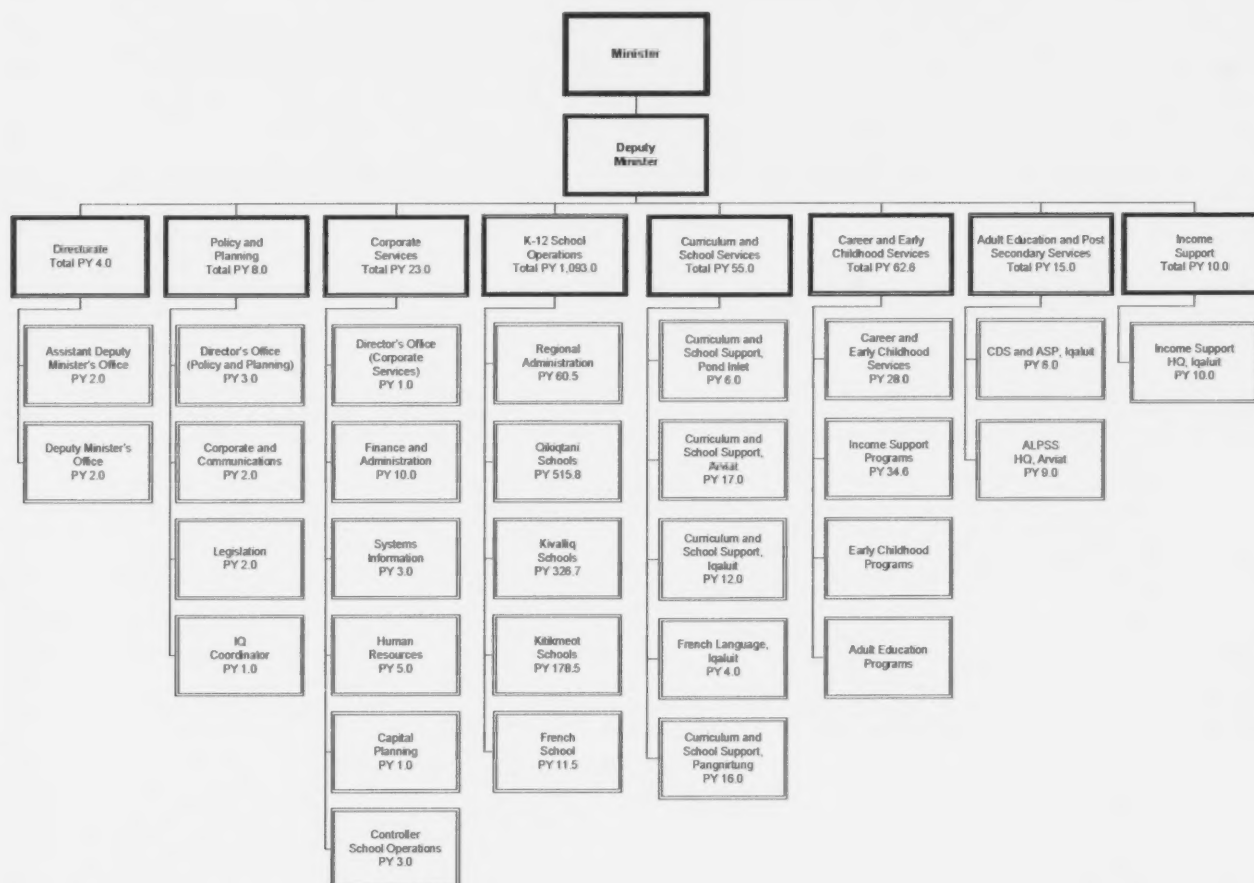 Minister
Deputy
Minister
Directorate
Total PY 4.0
Assistant Deputy
Minister's Office
PY 2.0
Deputy Minister's
Office
PY 2.0
Policy and
Planning
Total PY 8.0
Director's Office
(Policy and Planning)
PY 3.0
Corporate and
Communications
PY 2.0
Legislation
PY 2.0
IQ
Coordinator
PY 1.0
Corporate
Services
Total PY 23.0
Director's Office
(Corporate
Services)
PY 1.0
Finance and
Administration
PY 10.0
Systems
Information
PY 3.0
Human
Resources
PY 5.0
Capital
Planning
PY 1.0
Controller
School Operations
PY 3.0
K-12 School
Operations
Total PY 1,093.0
Regional
Administration
PY 60.5
Qikiqtani
Schools
PY 515.8
Kivalliq
Schools
PY 326.7
Kitikmeot
Schools
PY 178.5
French
School
PY 11.5
Curriculum and
School Services
Total PY 55.0
Curriculum and
School Support,
Pond Inlet
PY 6.0
Curriculum and
School Support,
Arviat
PY 17.0
Curriculum and
School Support,
Iqaluit
PY 12.0
French Language,
Iqaluit
PY 4.0
Curriculum and
School Support,
Pangnirtung
PY 16.0
Career and Early
Childhood Services
Total PY 62.6
Career and
Early Childhood
Services
PY 28.0
Income Support
Programs
PY 34.6
Early Childhood
Programs
Adult Education
Programs
Adult Education and Post
Secondary Services
Total PY 15.0
CDS and ASP, Iqaluit
PY 6.0
ALPSS
HQ, Arviat
PY 9.0
Income
Support
Total PY 10.0
Income Support
HQ, Iqaluit
PY 10.0